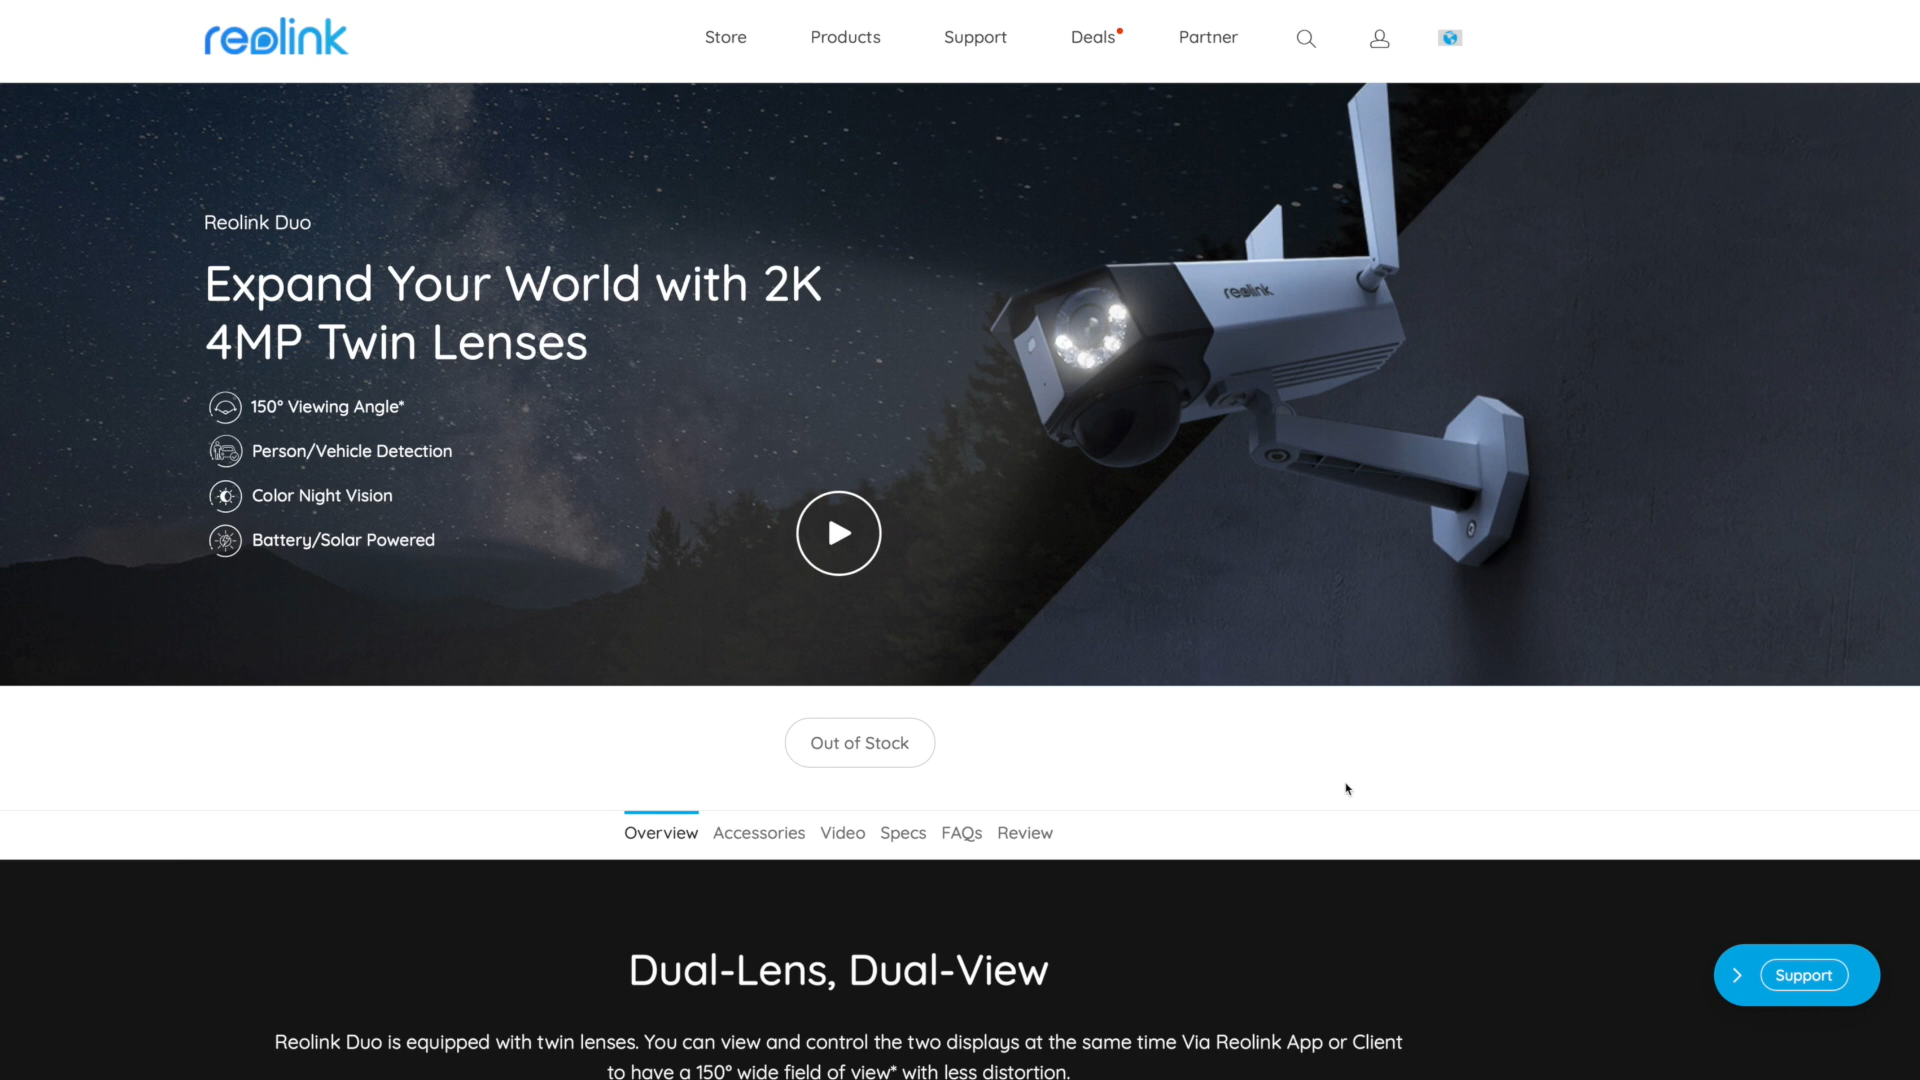 reolink
Store Products Support Deals Partner
Reolink Duo
Expand Your World with 2K
4MP Twin Lenses
150° Viewing Angle*
Person/Vehicle Detection
Color Night Vision
Battery/Solar Powered
reolink
Out of Stock
Overview Accessories Video Specs FAQs Review
Dual-Lens, Dual-View
Reolink Duo is equipped with twin lenses. You can view and control the two displays at the same time Via Reolink App or Client
to have a 150° wide field of view* with less distortion.
Support